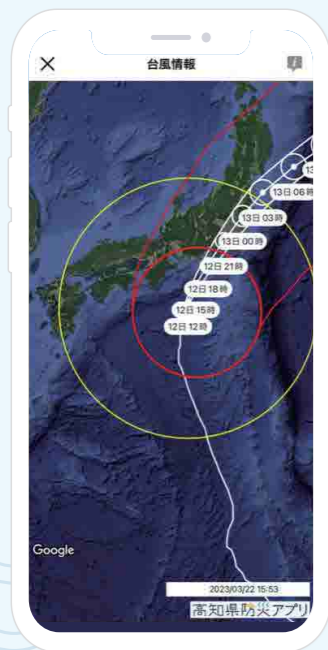 台風情報
13日 06時
13日 03時
13日 00時
12日 21時
12日 18時
12日 15時
12日 12時
Google
2023/03/22 15:53
高知県防災アプリ